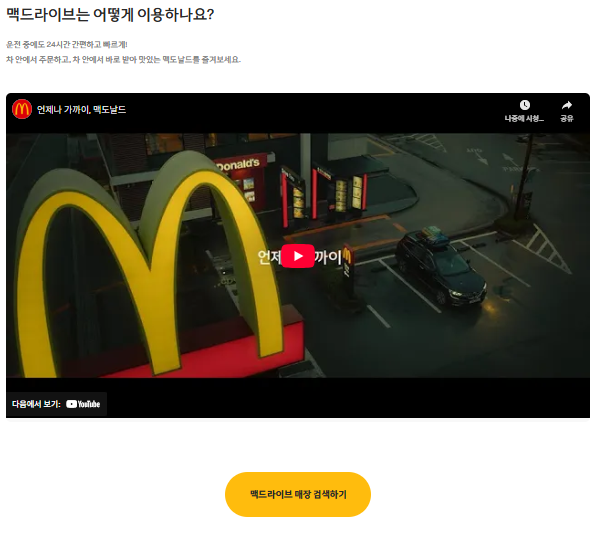 맥드라이브는 어떻게 이용하나요?
운전 중에도 24시간 간편하고 빠르게!
차 안에서 주문하고, 차 안에서 바로 받아 맛있는 맥도날드를 즐겨보세요.
언제나 가까이, 맥도날드
나중에 시청...
공유
Donald's
언제 까이
다음에서 보기: YouTube
맥드라이브 매장 검색하기